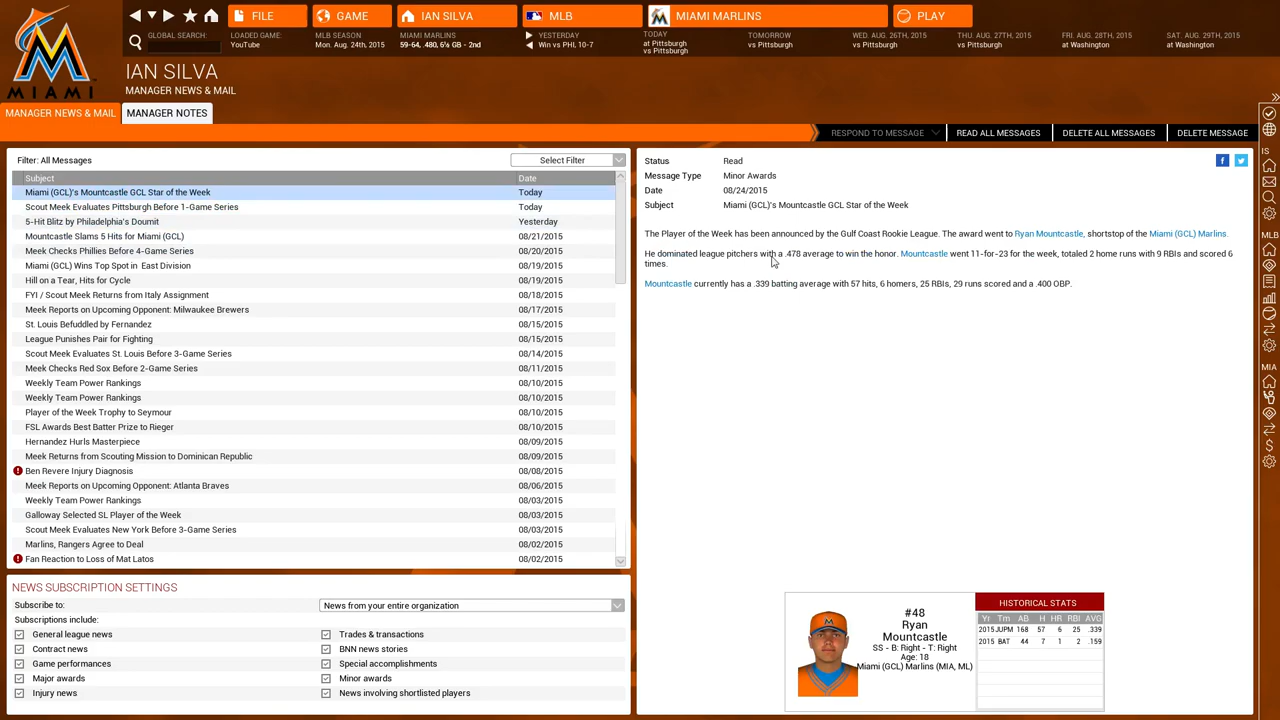 FILE
GAME
IAN SILVA
MLB
MIAMI MARLINS
PLAY
GLOBAL SEARCH:
LOADED GAME:
YouTube
MLB SEASON
Mon. Aug. 24th, 2015
MIAMI MARLINS
59-64, .480, 6½ GB - 2nd
YESTERDAY
Win vs PHI, 10-7
TODAY
at Pittsburgh
vs Pittsburgh
TOMORROW
vs Pittsburgh
WED. AUG. 26TH, 2015
vs Pittsburgh
THU. AUG. 27TH, 2015
vs Pittsburgh
FRI. AUG. 28TH, 2015
at Washington
SAT. AUG. 29TH, 2015
at Washington
MIAMI
IAN SILVA
MANAGER NEWS & MAIL
MANAGER NEWS & MAIL
MANAGER NOTES
RESPOND TO MESSAGE
READ ALL MESSAGES
DELETE ALL MESSAGES
DELETE MESSAGE
Filter: All Messages
Select Filter
Subject Date
Miami (GCL)'s Mountcastle GCL Star of the Week Today
Scout Meek Evaluates Pittsburgh Before 1-Game Series Today
5-Hit Blitz by Philadelphia's Doumit Yesterday
Mountcastle Slams 5 Hits for Miami (GCL) 08/21/2015
Meek Checks Phillies Before 4-Game Series 08/20/2015
Miami (GCL) Wins Top Spot in East Division 08/19/2015
Hill on a Tear, Hits for Cycle 08/19/2015
FYI / Scout Meek Returns from Italy Assignment 08/18/2015
Meek Reports on Upcoming Opponent: Milwaukee Brewers 08/17/2015
St. Louis Befuddled by Fernandez 08/15/2015
League Punishes Pair for Fighting 08/15/2015
Scout Meek Evaluates St. Louis Before 3-Game Series 08/14/2015
Meek Checks Red Sox Before 2-Game Series 08/11/2015
Weekly Team Power Rankings 08/10/2015
Weekly Team Power Rankings 08/10/2015
Player of the Week Trophy to Seymour 08/10/2015
FSL Awards Best Batter Prize to Rieger 08/10/2015
Hernandez Hurls Masterpiece 08/09/2015
Meek Returns from Scouting Mission to Dominican Republic 08/09/2015
Ben Revere Injury Diagnosis 08/08/2015
Meek Reports on Upcoming Opponent: Atlanta Braves 08/06/2015
Weekly Team Power Rankings 08/03/2015
Galloway Selected SL Player of the Week 08/03/2015
Scout Meek Evaluates New York Before 3-Game Series 08/03/2015
Marlins, Rangers Agree to Deal 08/02/2015
Fan Reaction to Loss of Mat Latos 08/02/2015
NEWS SUBSCRIPTION SETTINGS
Subscribe to: News from your entire organization
Subscriptions include:
General league news Trades & transactions
Contract news BNN news stories
Game performances Special accomplishments
Major awards Minor awards
Injury news News involving shortlisted players
Status Read
Message Type Minor Awards
Date 08/24/2015
Subject Miami (GCL)'s Mountcastle GCL Star of the Week
The Player of the Week has been announced by the Gulf Coast Rookie League. The award went to Ryan Mountcastle, shortstop of the Miami (GCL) Marlins.
He dominated league pitchers with a .478 average to win the honor. Mountcastle went 11-for-23 for the week, totaled 2 home runs with 9 RBIs and scored 6
times.
Mountcastle currently has a .339 batting average with 57 hits, 6 homers, 25 RBIs, 29 runs scored and a .400 OBP.
#48
Ryan
Mountcastle
SS - B: Right - T: Right
Age: 18
Miami (GCL) Marlins (MIA, ML)
HISTORICAL STATS
Yr Tm AB H HR RBI AVG
2015 JUPM 168 57 6 25 .339
2015 BAT 44 7 1 2 .159
IS
MLB
MIA